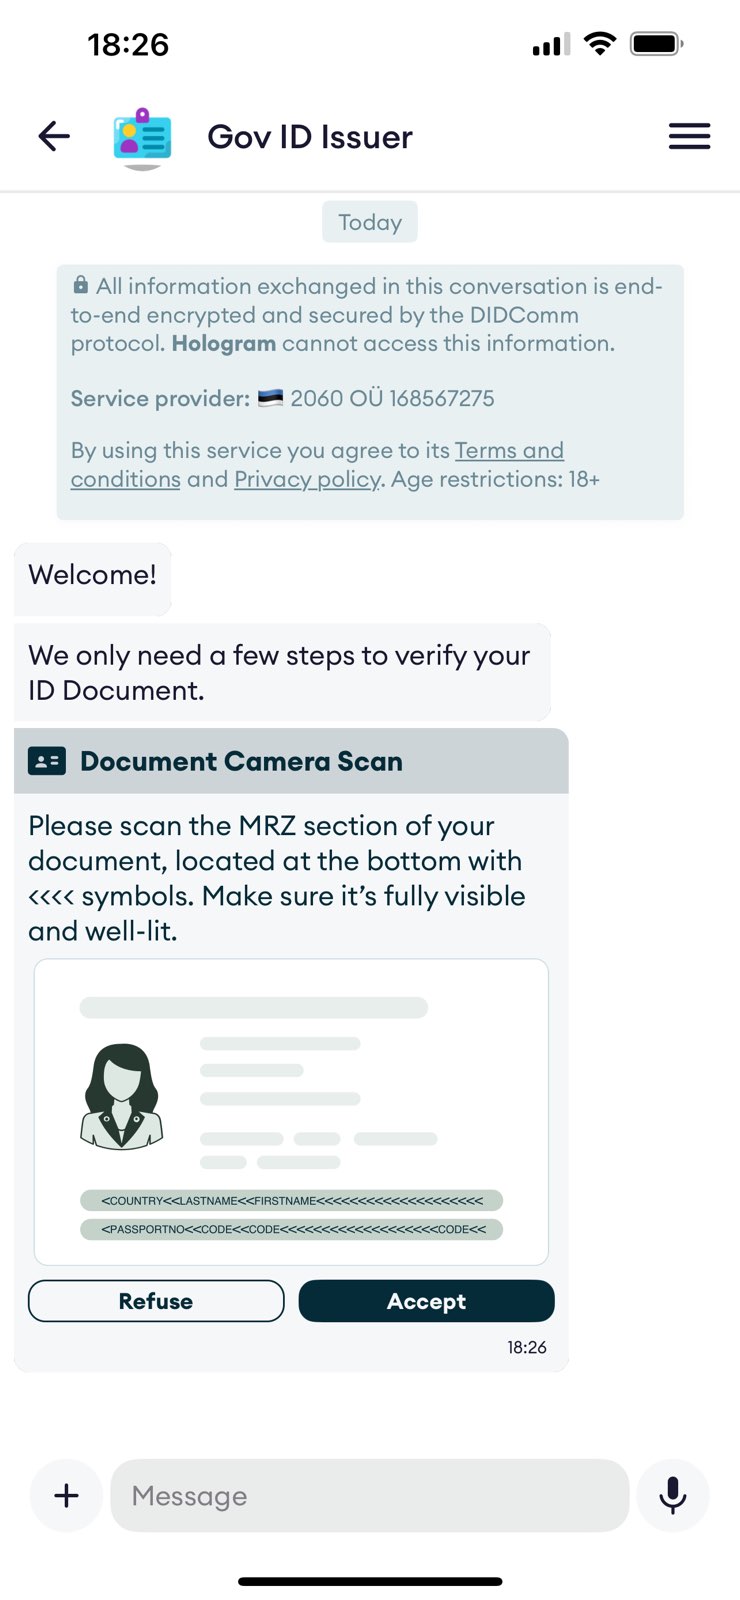 18:26
Gov ID Issuer
Today
All information exchanged in this conversation is end-
to-end encrypted and secured by the DIDComm
protocol. Hologram cannot access this information.
Service provider: 🇪🇪 2060 OÜ 168567275
By using this service you agree to its Terms and
conditions and Privacy policy. Age restrictions: 18+
Welcome!
We only need a few steps to verify your
ID Document.
Document Camera Scan
Please scan the MRZ section of your
document, located at the bottom with
<<<< symbols. Make sure it’s fully visible
and well-lit.
<COUNTRY<<LASTNAME<<FIRSTNAME<<<<<<<<<<<<<<<<<<<<<
<PASSPORTNO<<CODE<<CODE<<<<<<<<<<<<<<<<<<<<CODE<<
Refuse Accept
18:26
Message